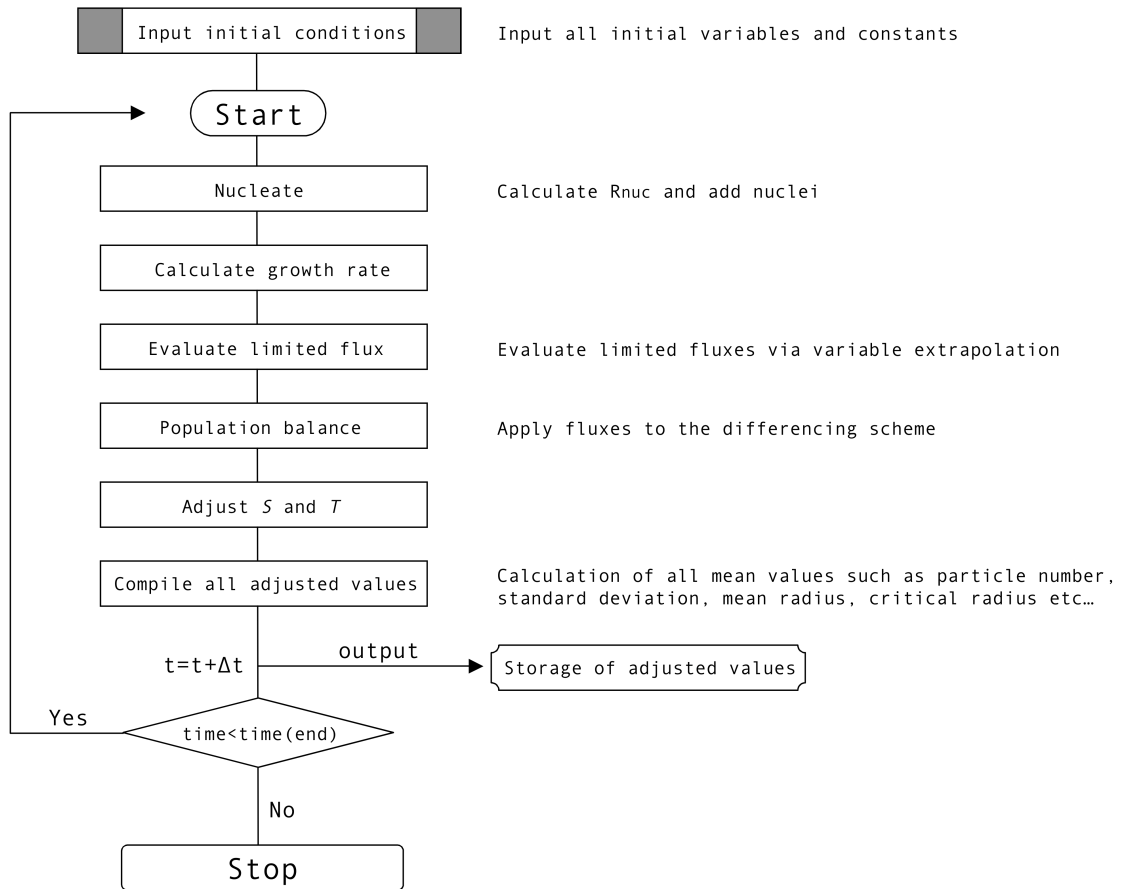 Input initial conditions
Input all initial variables and constants
Start
Nucleate
Calculate Rnuc and add nuclei
Calculate growth rate
Evaluate limited flux
Evaluate limited fluxes via variable extrapolation
Population balance
Apply fluxes to the differencing scheme
Adjust S and T
Compile all adjusted values
Calculation of all mean values such as particle number,
standard deviation, mean radius, critical radius etc…
t=t+Δt
output
Storage of adjusted values
Yes
time<time(end)
No
Stop